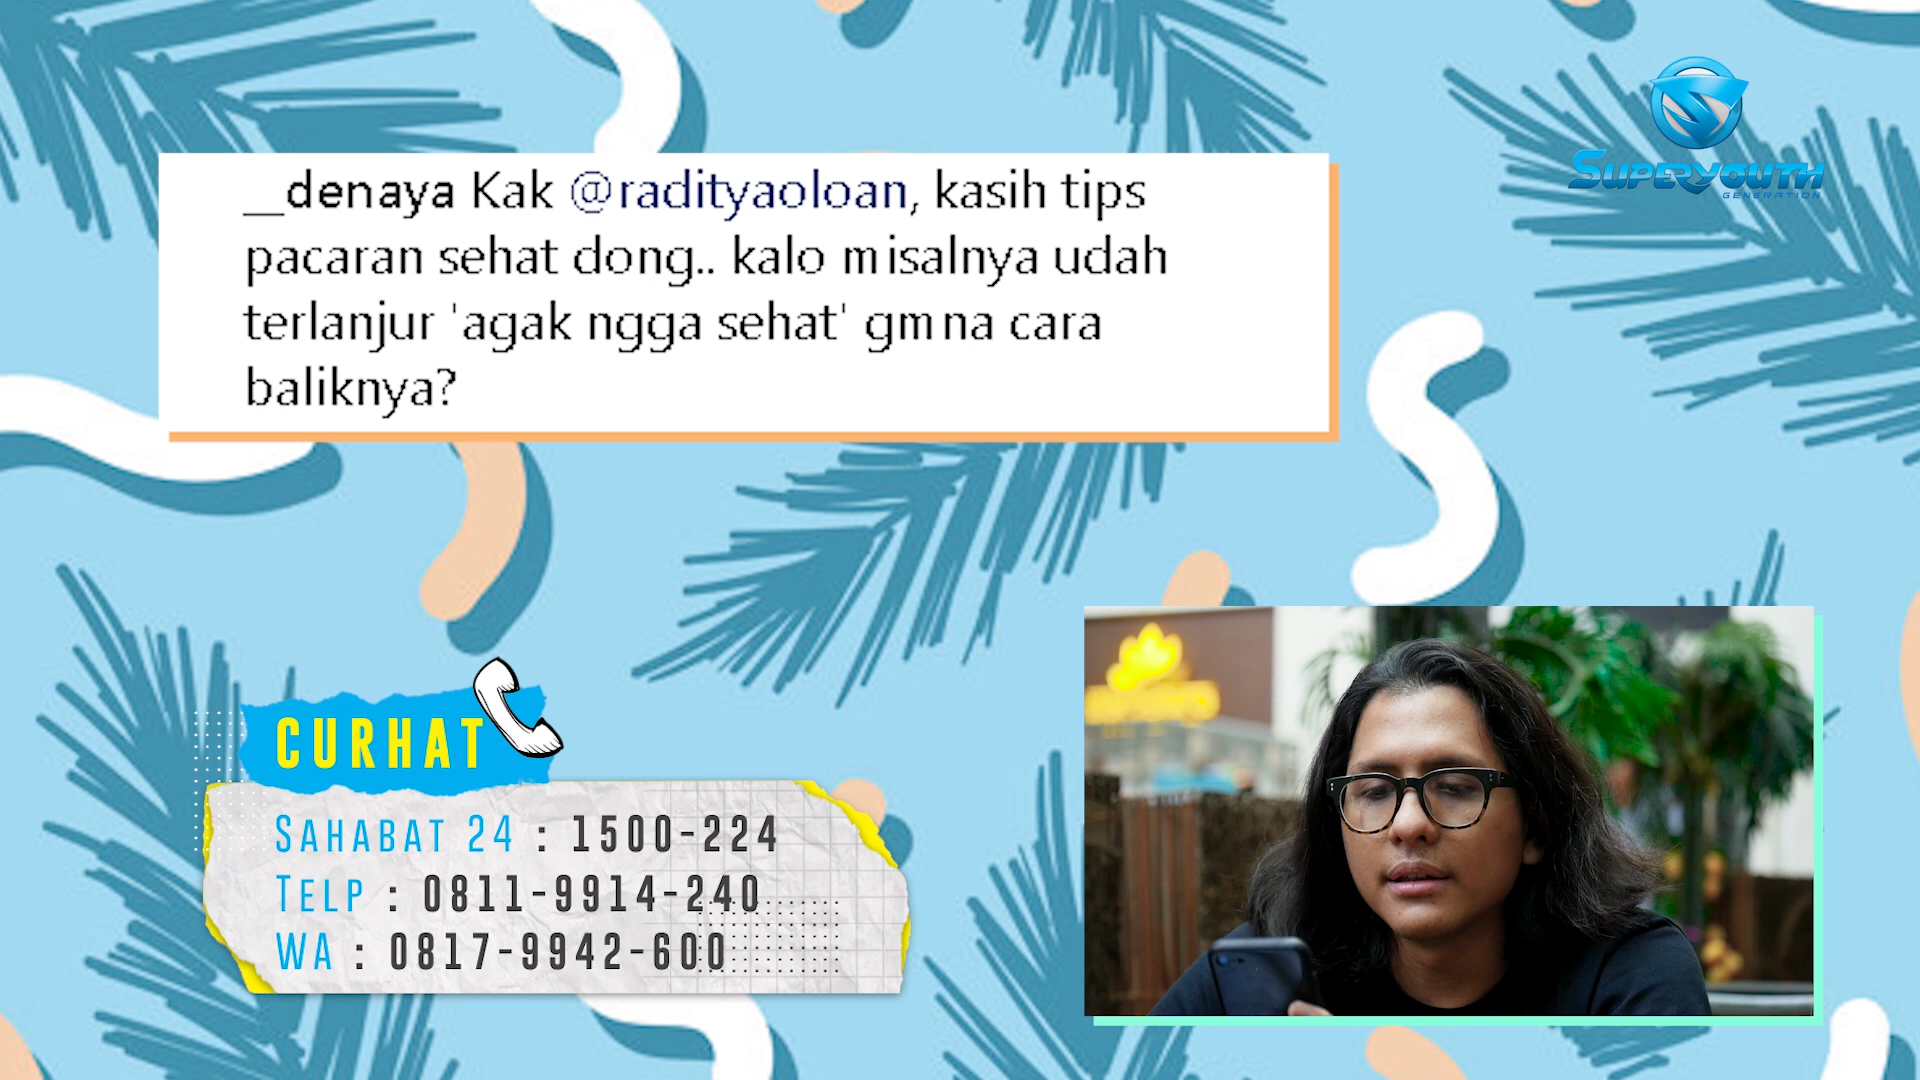 __denaya Kak @radityaoloan, kasih tips
pacaran sehat dong.. kalo misalnya udah
terlanjur 'agak ngga sehat' gmna cara
baliknya?
SUPERYOUTH
GENERATION
CURHAT
SAHABAT 24 : 1500-224
TELP : 0811-9914-240
WA : 0817-9942-600